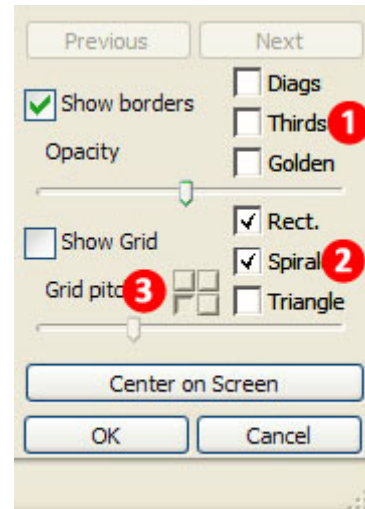 Previous Next
Diags
Show borders
Thirds 1
Opacity
Golden
Rect.
Show Grid
Spiral 2
Grid pitc 3
Triangle
Center on Screen
OK Cancel